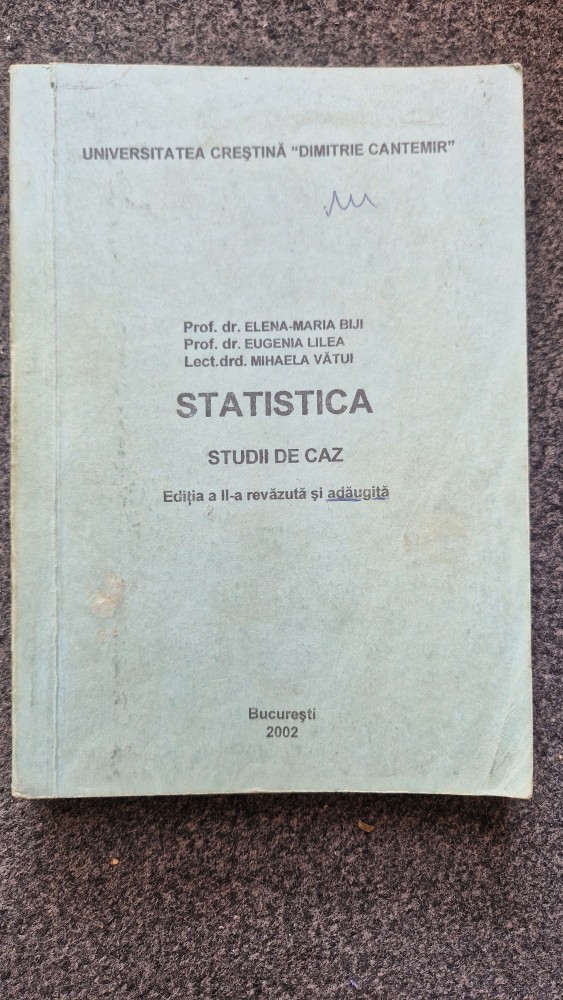 UNIVERSITATEA CREŞTINĂ "DIMITRIE CANTEMIR"
Prof. dr. ELENA-MARIA BIJI
Prof. dr. EUGENIA LILEA
Lect.drd. MIHAELA VĂTUI
STATISTICA
STUDII DE CAZ
Ediţia a II-a revăzută şi adăugită
Bucureşti
2002